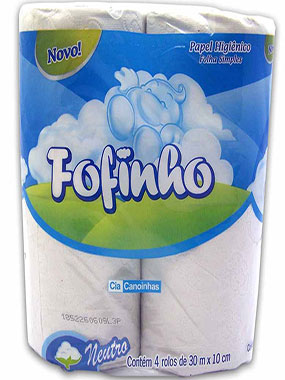 Novo!
Papel Higiênico
Folha Simples
Fofinho
Cia Canoinhas
Neutro
Contém 4 rolos de 30 m x 10 cm